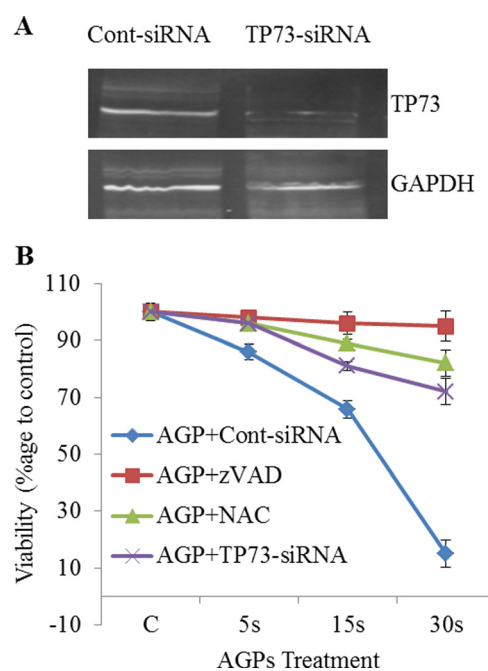 A
Cont-siRNA TP73-siRNA
TP73
GAPDH
B
Viability (%age to control)
110
90
70
50
30
10
-10
AGP+Cont-siRNA
AGP+zVAD
AGP+NAC
AGP+TP73-siRNA
C 5s 15s 30s
AGPs Treatment